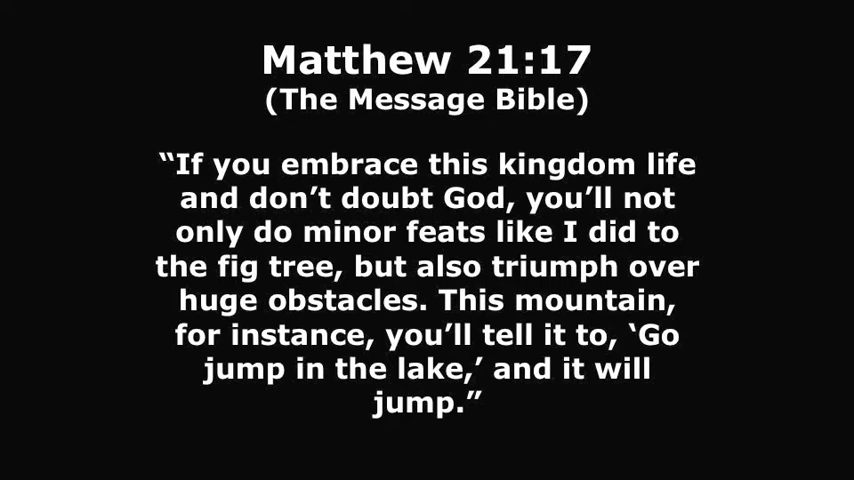 Matthew 21:17
(The Message Bible)
“If you embrace this kingdom life
and don’t doubt God, you’ll not
only do minor feats like I did to
the fig tree, but also triumph over
huge obstacles. This mountain,
for instance, you’ll tell it to, ‘Go
jump in the lake,’ and it will
jump.”